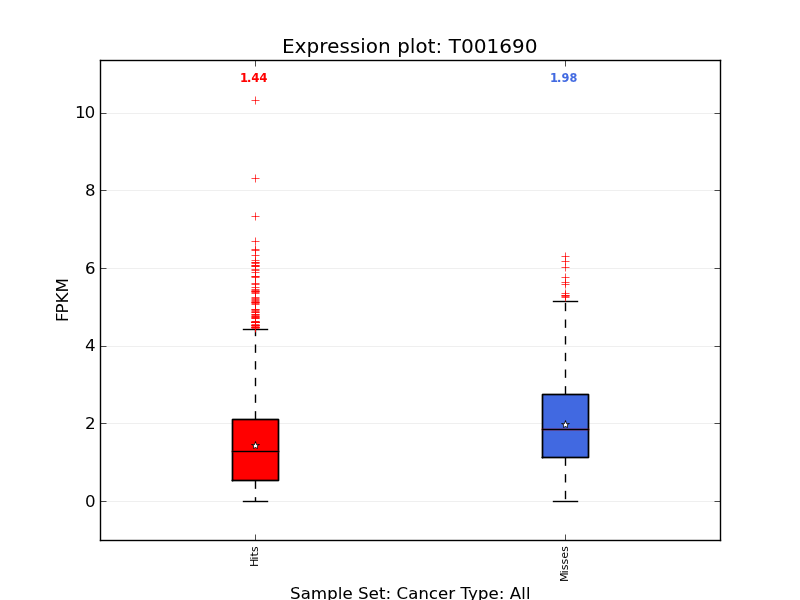 Expression plot: T001690
1.44
1.98
10
8
6
4
2
0
FPKM
Hits
Misses
Sample Set: Cancer Type: All